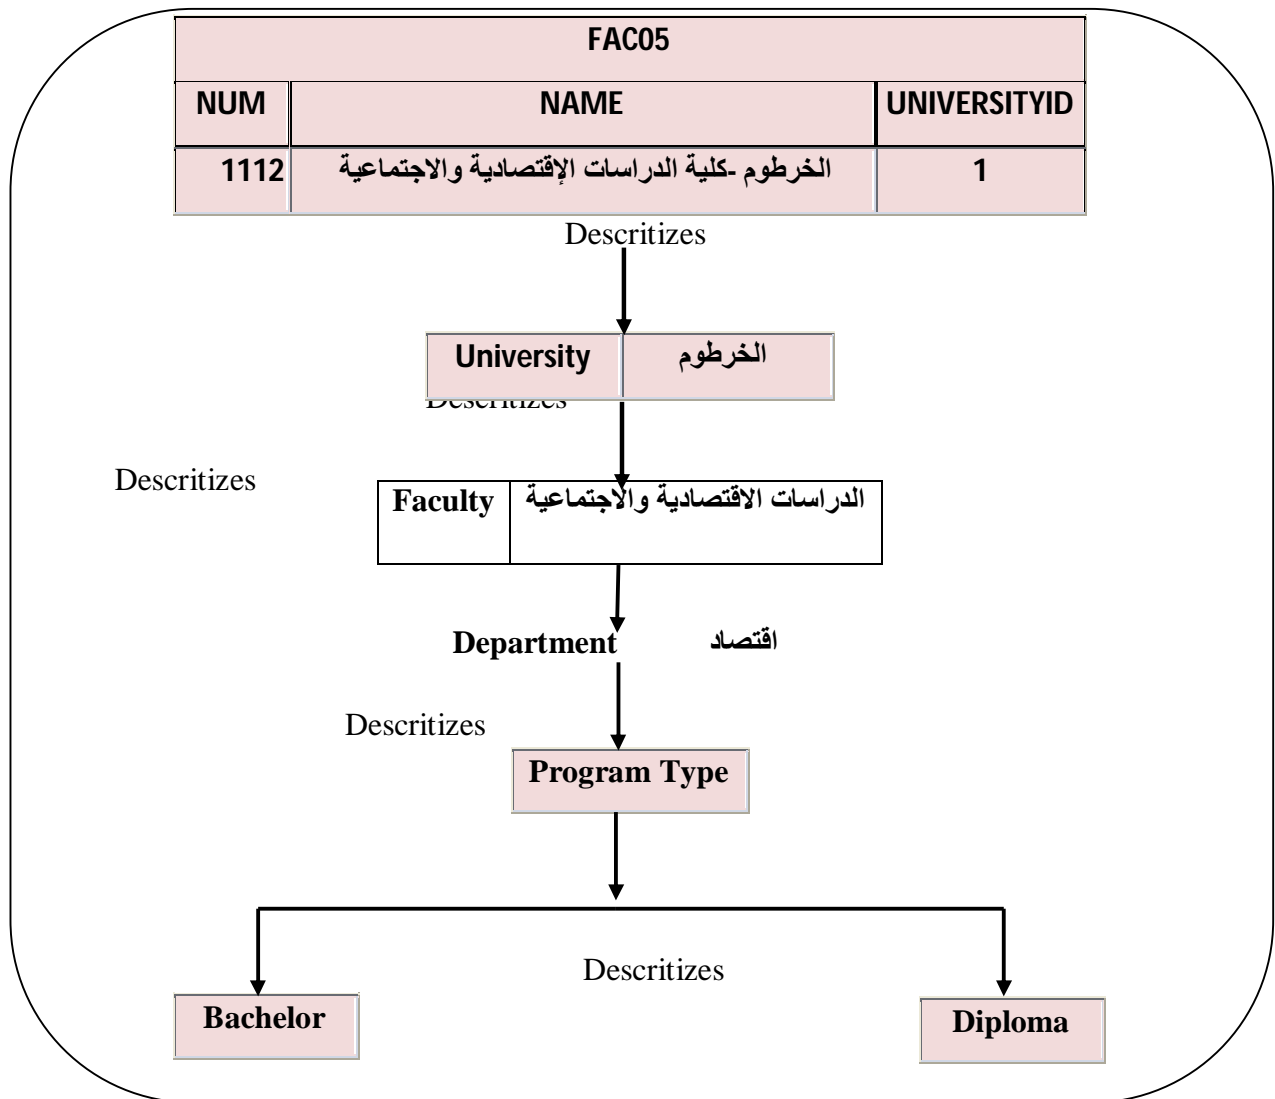 FAC05
NUM NAME UNIVERSITYID
1112 الخرطوم -كلية الدراسات الإقتصادية والاجتماعية 1
Descritizes
University الخرطوم
Descritizes
Descritizes
Faculty الدراسات الاقتصادية والاجتماعية
Department اقتصاد
Descritizes
Program Type
Descritizes
Bachelor Diploma